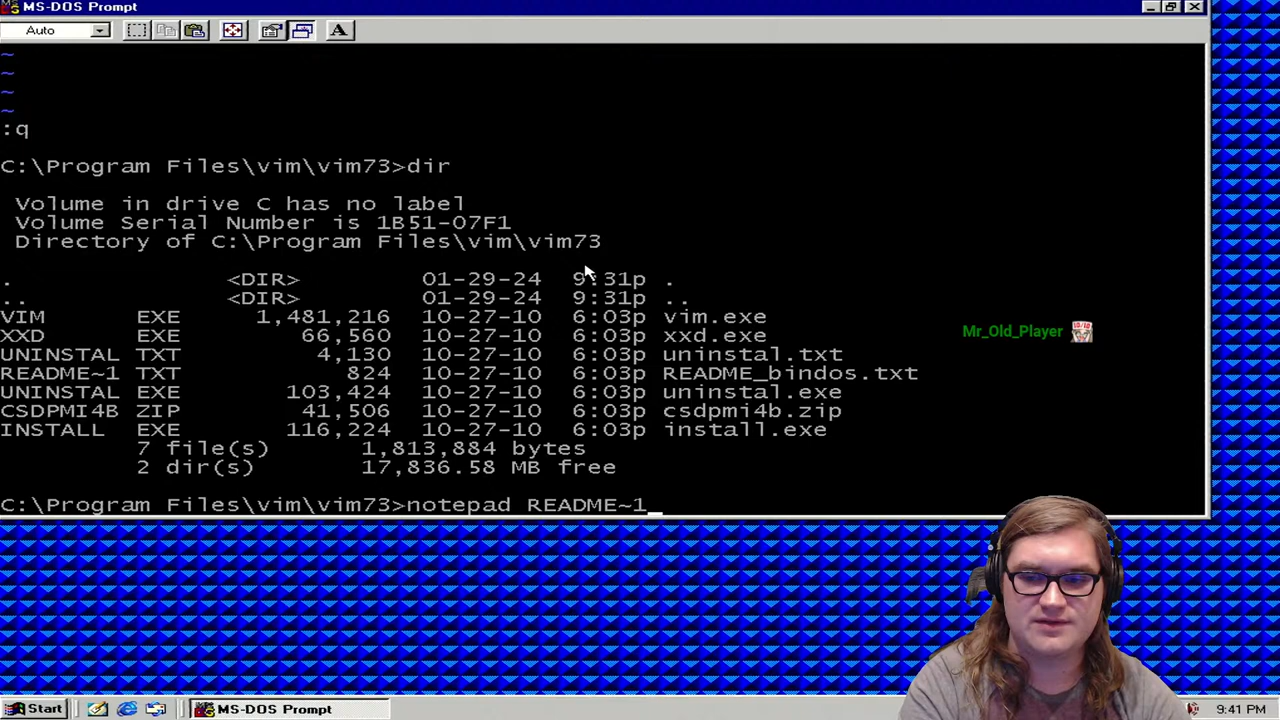 MS-DOS Prompt
Auto
A
~
~
~
~
:q
C:\Program Files\vim\vim73>dir
Volume in drive C has no label
Volume Serial Number is 1B51-07F1
Directory of C:\Program Files\vim\vim73
. <DIR> 01-29-24 9:31p .
.. <DIR> 01-29-24 9:31p ..
VIM EXE 1,481,216 10-27-10 6:03p vim.exe
XXD EXE 66,560 10-27-10 6:03p xxd.exe
Mr_Old_Player
UNINSTAL TXT 4,130 10-27-10 6:03p uninstal.txt
README~1 TXT 824 10-27-10 6:03p README_bindos.txt
UNINSTAL EXE 103,424 10-27-10 6:03p uninstal.exe
CSDPMI4B ZIP 41,506 10-27-10 6:03p csdpmi4b.zip
INSTALL EXE 116,224 10-27-10 6:03p install.exe
7 file(s) 1,813,884 bytes
2 dir(s) 17,836.58 MB free
C:\Program Files\vim\vim73>notepad README~1_
Start
MS-DOS Prompt
9:41 PM